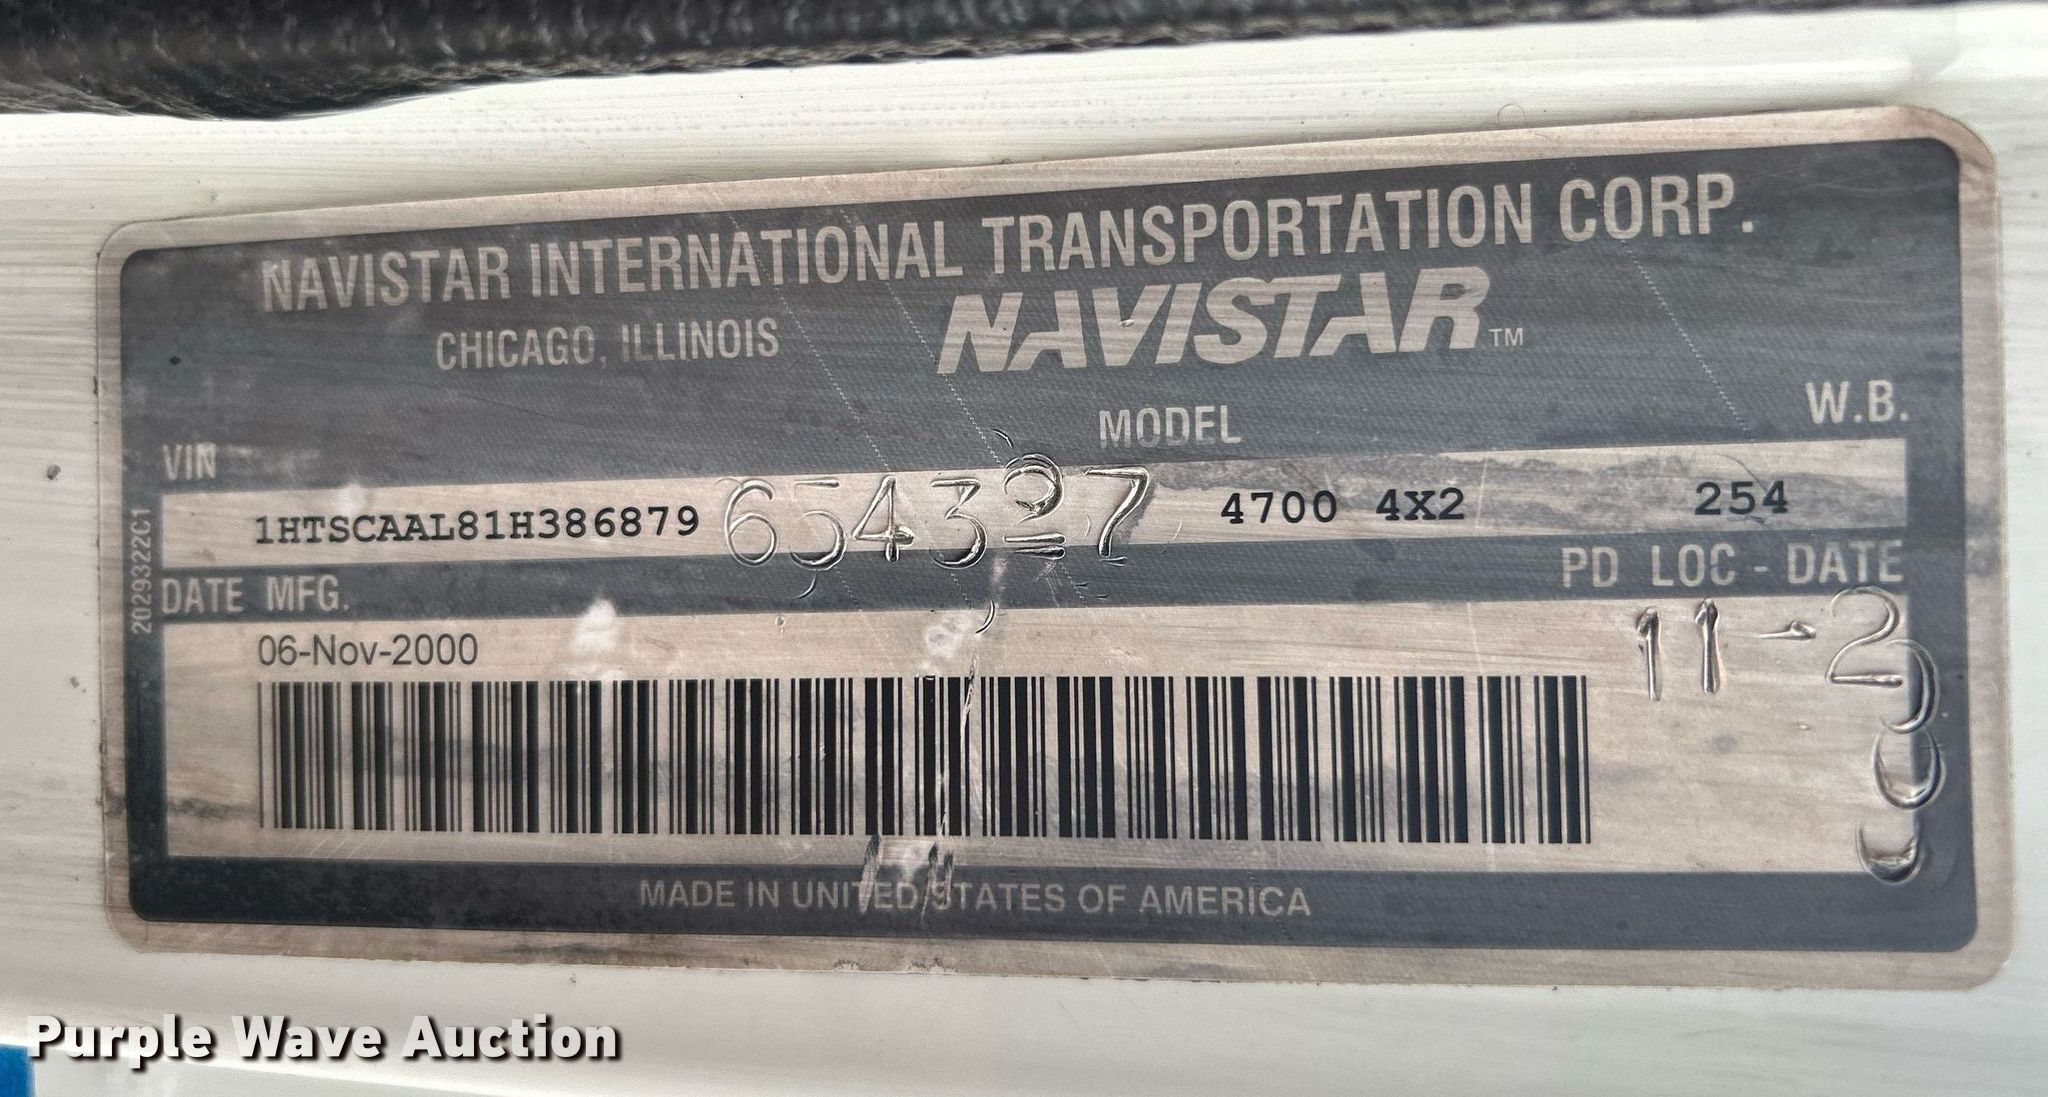 NAVISTAR INTERNATIONAL TRANSPORTATION CORP.
CHICAGO, ILLINOIS
NAVISTAR™
VIN
MODEL
W.B.
1HTSCAAL81H386879
4700 4X2
254
2029322C1
DATE MFG.
PD LOC - DATE
06-Nov-2000
MADE IN UNITED STATES OF AMERICA
Purple Wave Auction